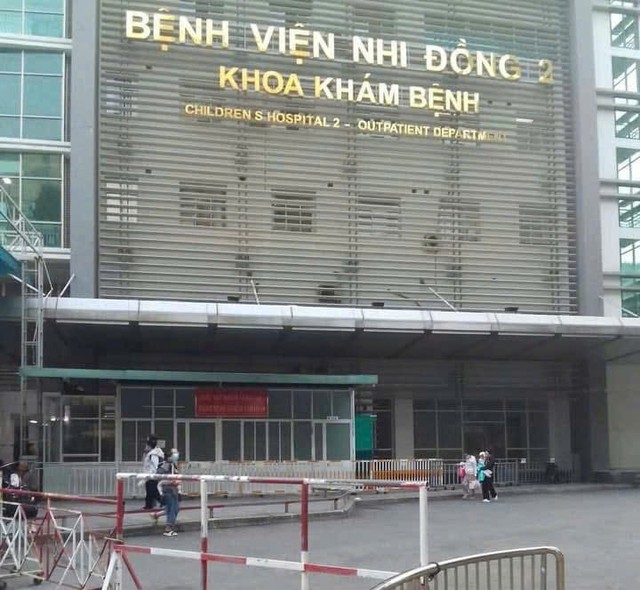 BỆNH VIỆN NHI ĐỒNG 2
KHOA KHÁM BỆNH
CHILDREN S HOSPITAL 2 - OUTPATIENT DEPARTMENT